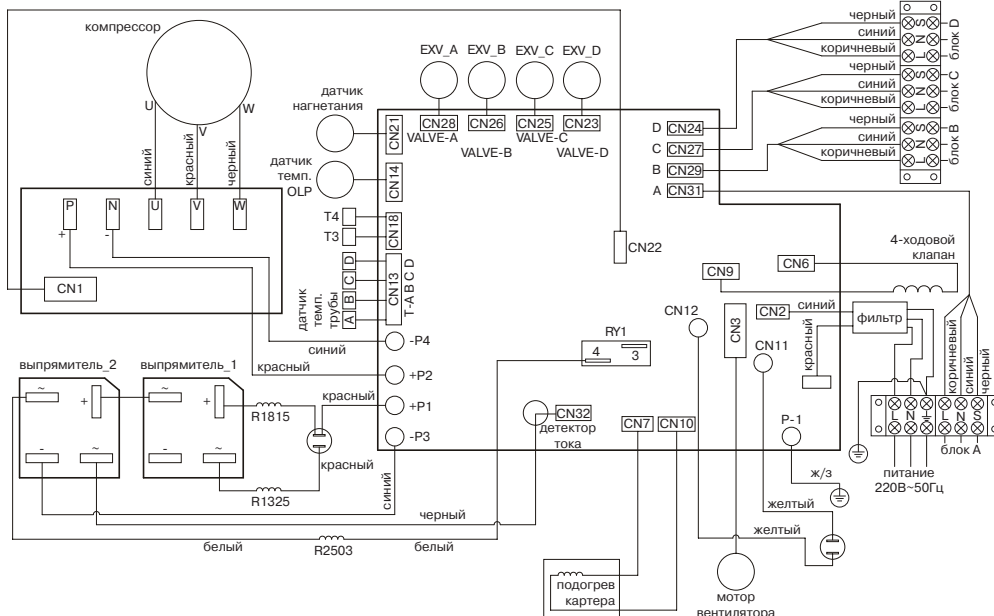 компрессор
U
V
W
синий
красный
черный
P
N
U
V
W
+
-
CN1
датчик
нагнетания
датчик
темп.
OLP
T4
T3
D
C
B
A
датчик
темп.
трубы
EXV_A
EXV_B
EXV_C
EXV_D
CN21
CN14
CN18
CN13
T-A B C D
CN28
CN26
CN25
CN23
VALVE-A
VALVE-B
VALVE-C
VALVE-D
D CN24
C CN27
B CN29
A CN31
черный
синий
коричневый
черный
синий
коричневый
черный
синий
коричневый
S
N
L
S
N
L
S
N
L
блок D
блок C
блок B
CN22
4-ходовой
клапан
CN6
CN9
CN12
CN3
CN2
синий
фильтр
CN11
красный
коричневый
синий
черный
RY1
4
3
-P4
+P2
+P1
-P3
синий
красный
красный
красный
синий
выпрямитель_2
выпрямитель_1
~
+
-
~
+
-
~
R1815
R1325
CN32
детектор
тока
CN7
CN10
P-1
L
N
L
N
S
блок А
питание
220В~50Гц
ж/з
желтый
желтый
черный
белый
R2503
белый
подогрев
картера
мотор
вентилятора